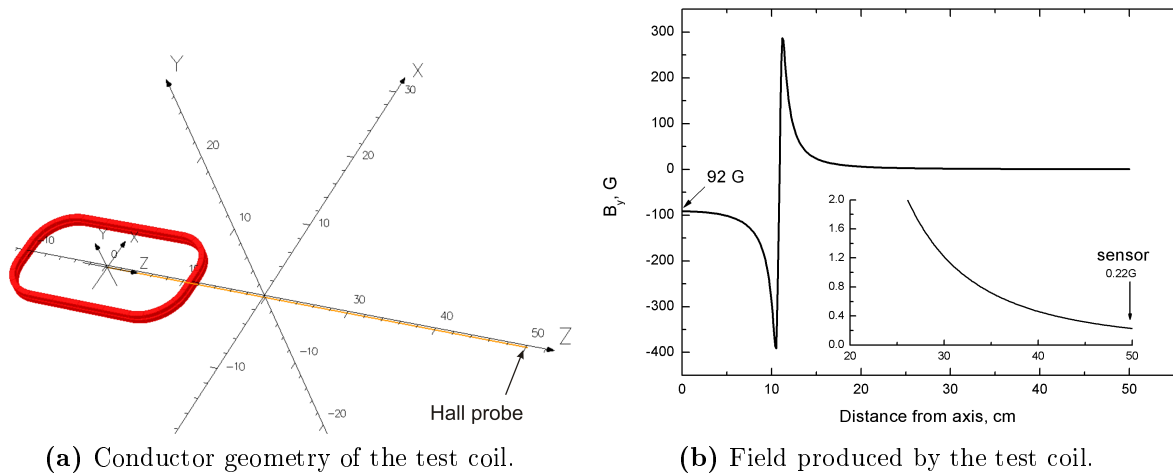 Y
X
30
20
20
10
10
-10
Y
X
0
Z
10
30
40
50
Z
-10
-10
-20
Hall probe
(a) Conductor geometry of the test coil.
300
200
100
0
-100
-200
-300
-400
B_y, G
92 G
2.0
1.6
1.2
0.8
0.4
0.0
20
30
40
50
sensor
0.22G
0
10
20
30
40
50
Distance from axis, cm
(b) Field produced by the test coil.